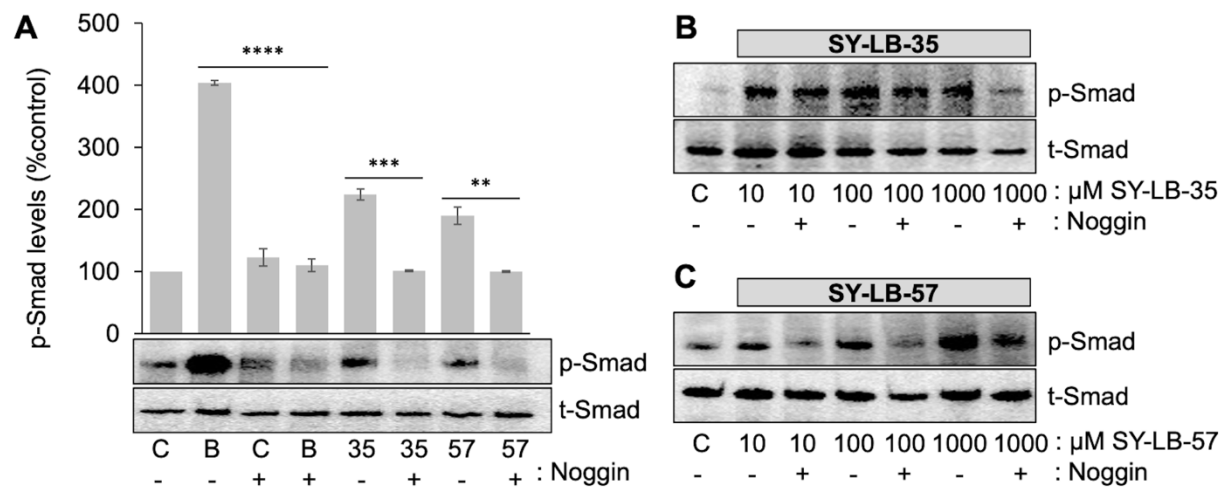 A
p-Smad levels (%control)
500
400
300
200
100
0
****
***
**
p-Smad
t-Smad
C B C B 35 35 57 57
- - + + - + - + : Noggin
B
SY-LB-35
p-Smad
t-Smad
C 10 10 100 100 1000 1000 : µM SY-LB-35
- - + - + - + : Noggin
C
SY-LB-57
p-Smad
t-Smad
C 10 10 100 100 1000 1000 : µM SY-LB-57
- - + - + - + : Noggin